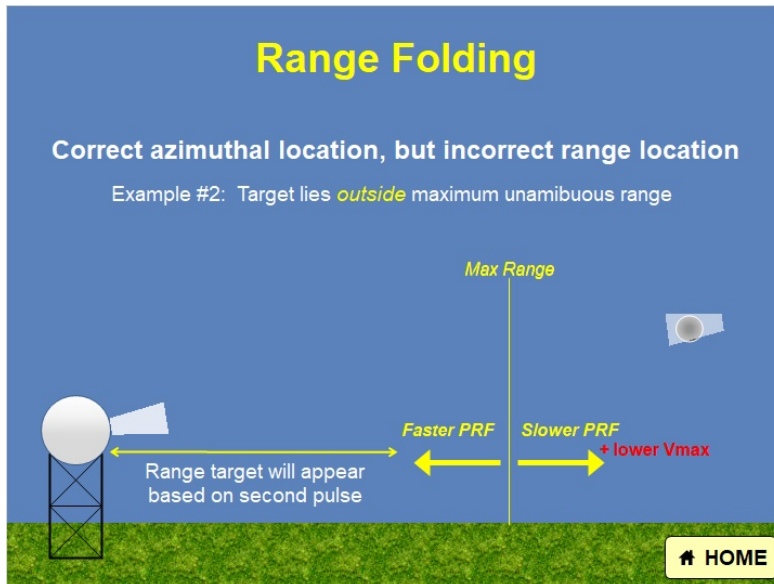 Range Folding
Correct azimuthal location, but incorrect range location
Example #2: Target lies outside maximum unamibuous range
Max Range
Faster PRF
Slower PRF
+ lower Vmax
Range target will appear
based on second pulse
HOME